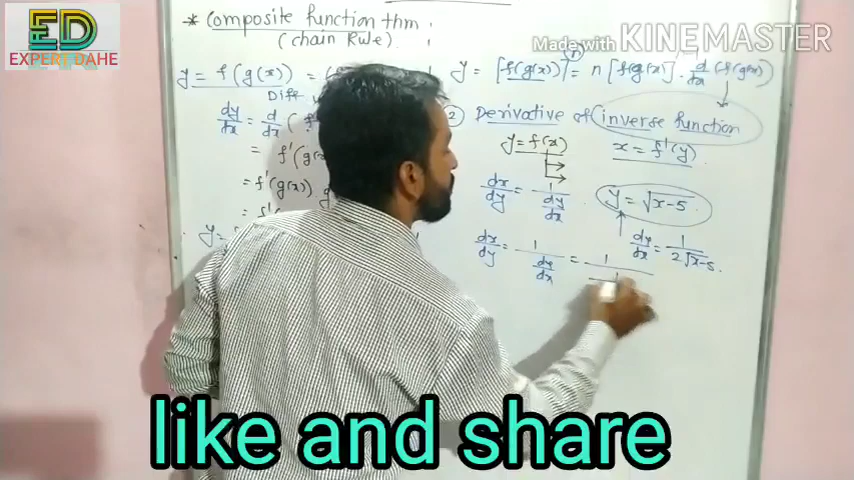 ED
EXPERT DAHE
Made with KINEMASTER
* Composite function thm
(chain Rule).
y = f(g(x)) =
Diff
dy/dx = d/dx (f
= f'(g(x)
= f'(g(x)) g
y =
y = [f(g(x))]ⁿ = n [f(g(x)] . d/dx (f(g(x))
② Derivative of inverse function
y = f(x)
x = f'(y)
dx/dy = 1/(dy/dx)
y = √x-5
dx/dy = 1/(dy/dx) = 1/1
dy/dx = 1/2√x-5.
like and share